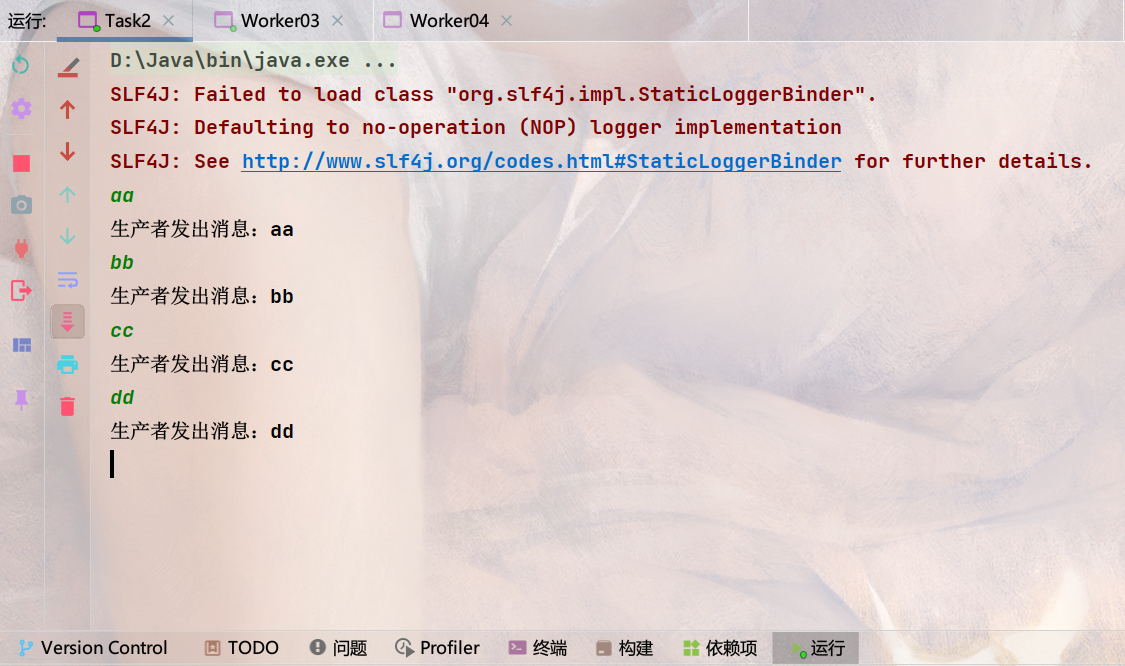 运行: Task2 Worker03 Worker04
D:\Java\bin\java.exe ...
SLF4J: Failed to load class "org.slf4j.impl.StaticLoggerBinder".
SLF4J: Defaulting to no-operation (NOP) logger implementation
SLF4J: See http://www.slf4j.org/codes.html#StaticLoggerBinder for further details.
aa
生产者发出消息：aa
bb
生产者发出消息：bb
cc
生产者发出消息：cc
dd
生产者发出消息：dd
Version Control TODO 问题 Profiler 终端 构建 依赖项 运行